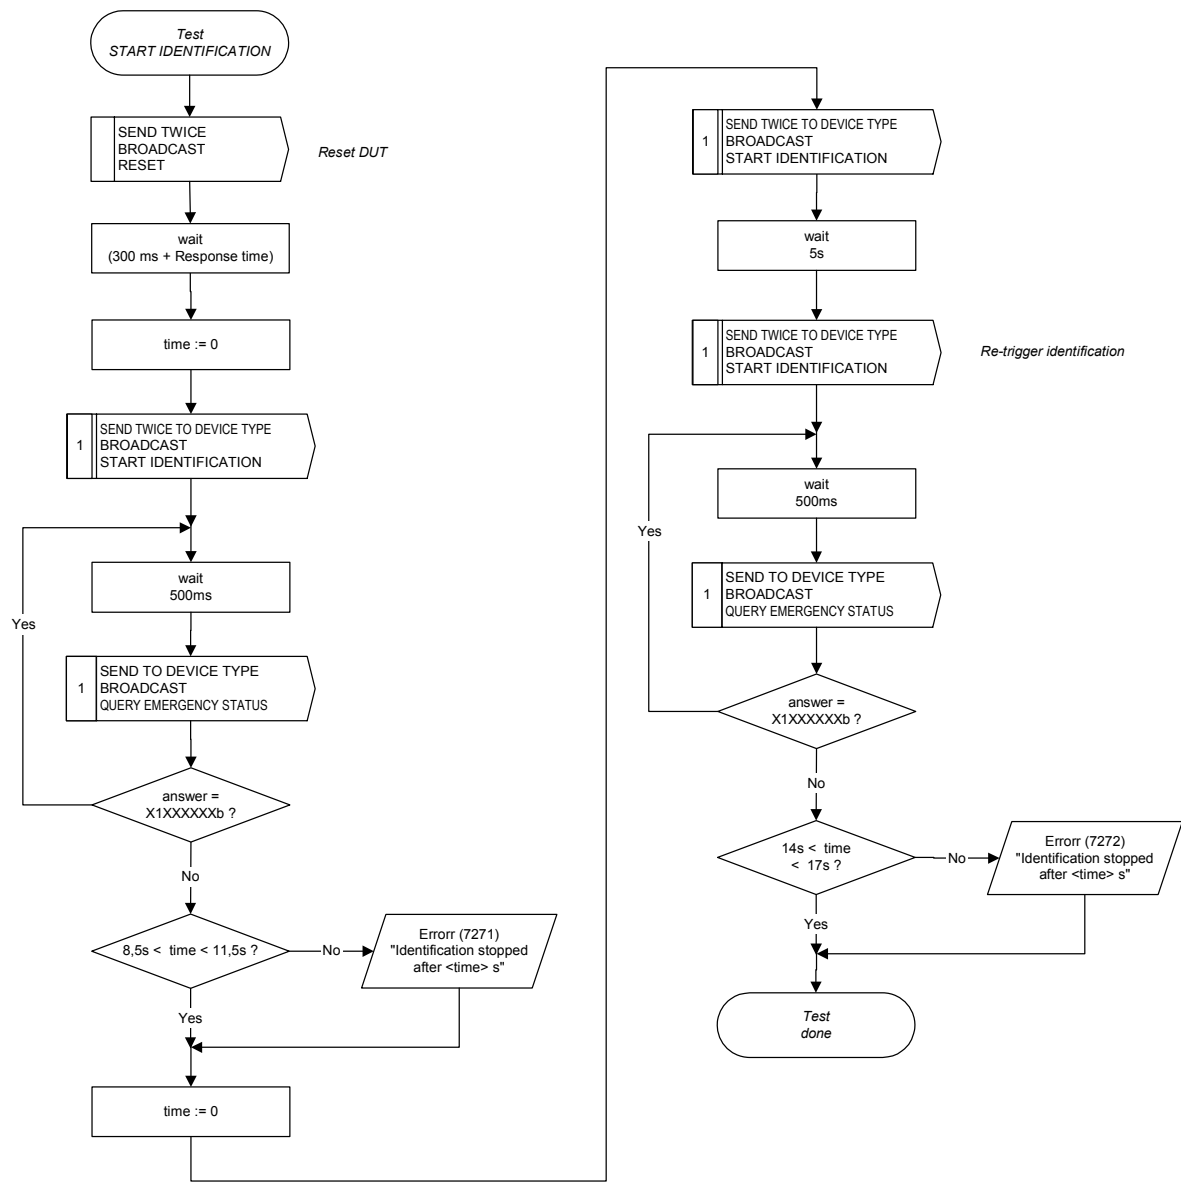 Test
START IDENTIFICATION
SEND TWICE
BROADCAST
RESET
Reset DUT
wait
(300 ms + Response time)
time := 0
1
SEND TWICE TO DEVICE TYPE
BROADCAST
START IDENTIFICATION
wait
500ms
Yes
1
SEND TO DEVICE TYPE
BROADCAST
QUERY EMERGENCY STATUS
answer =
X1XXXXXXb ?
No
8,5s < time < 11,5s ?
No
Errorr (7271)
"Identification stopped
after <time> s"
Yes
time := 0
1
SEND TWICE TO DEVICE TYPE
BROADCAST
START IDENTIFICATION
wait
5s
1
SEND TWICE TO DEVICE TYPE
BROADCAST
START IDENTIFICATION
Re-trigger identification
wait
500ms
Yes
1
SEND TO DEVICE TYPE
BROADCAST
QUERY EMERGENCY STATUS
answer =
X1XXXXXXb ?
No
14s < time
< 17s ?
No
Errorr (7272)
"Identification stopped
after <time> s"
Yes
Test
done